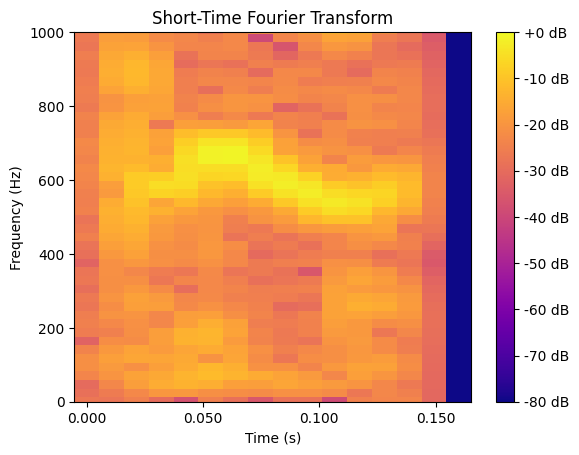 Short-Time Fourier Transform
1000
800
600
400
200
0
Frequency (Hz)
0.000
0.050
0.100
0.150
Time (s)
+0 dB
-10 dB
-20 dB
-30 dB
-40 dB
-50 dB
-60 dB
-70 dB
-80 dB